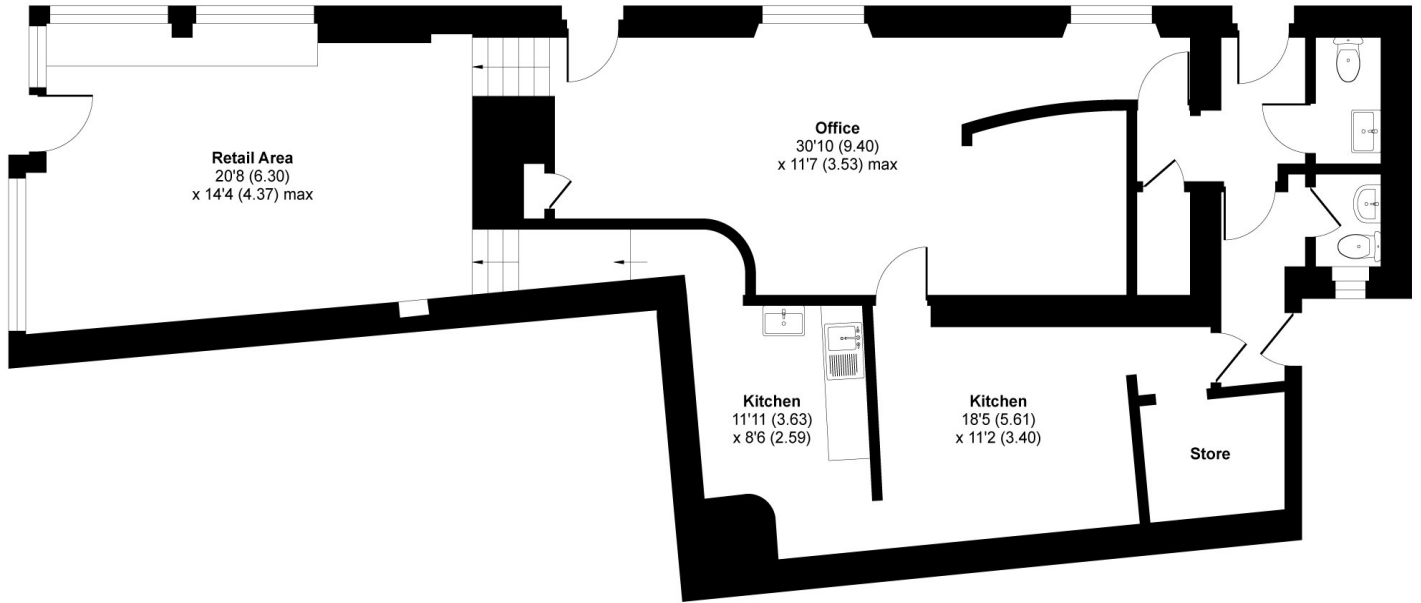 Retail Area
20'8 (6.30)
x 14'4 (4.37) max
Office
30'10 (9.40)
x 11'7 (3.53) max
Kitchen
11'11 (3.63)
x 8'6 (2.59)
Kitchen
18'5 (5.61)
x 11'2 (3.40)
Store